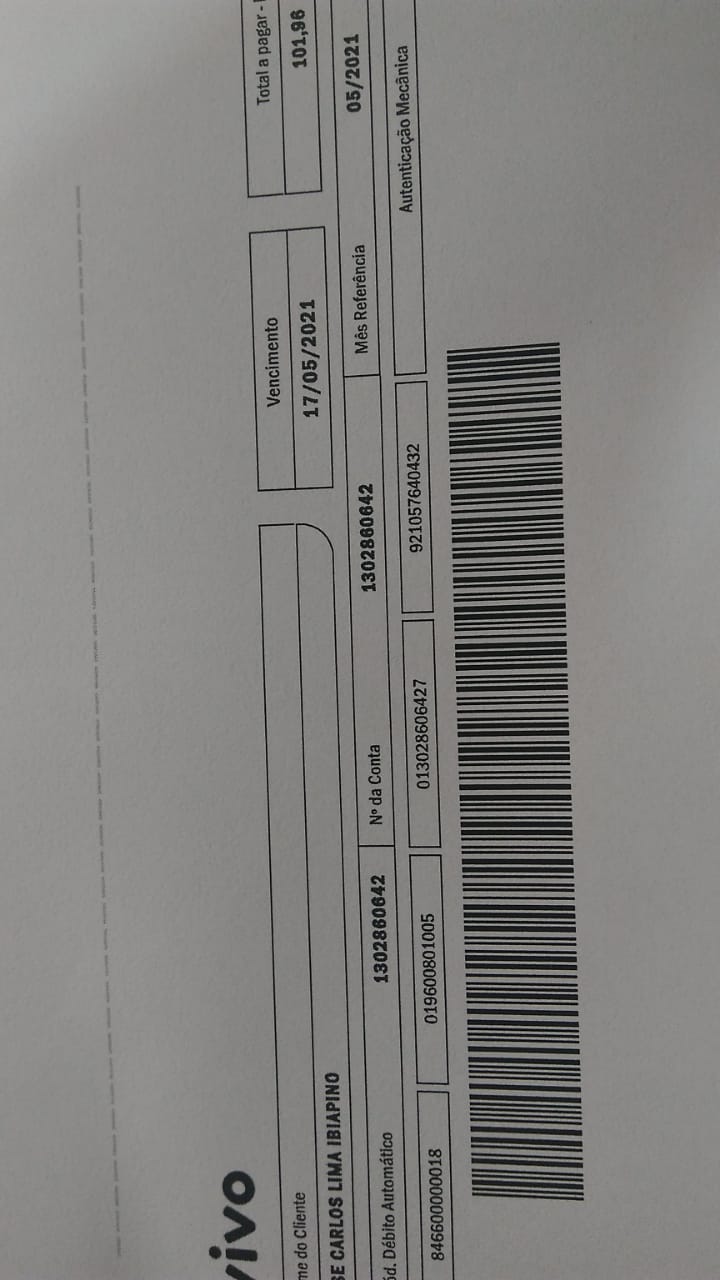 vivo
me do Cliente
SE CARLOS LIMA IBIAPINO
Vencimento
17/05/2021
Total a pagar -
101,96
ód. Débito Automático 1302860642
Nº da Conta 1302860642
Mês Referência 05/2021
846600000018 019600801005 013028606427 921057640432
Autenticação Mecânica